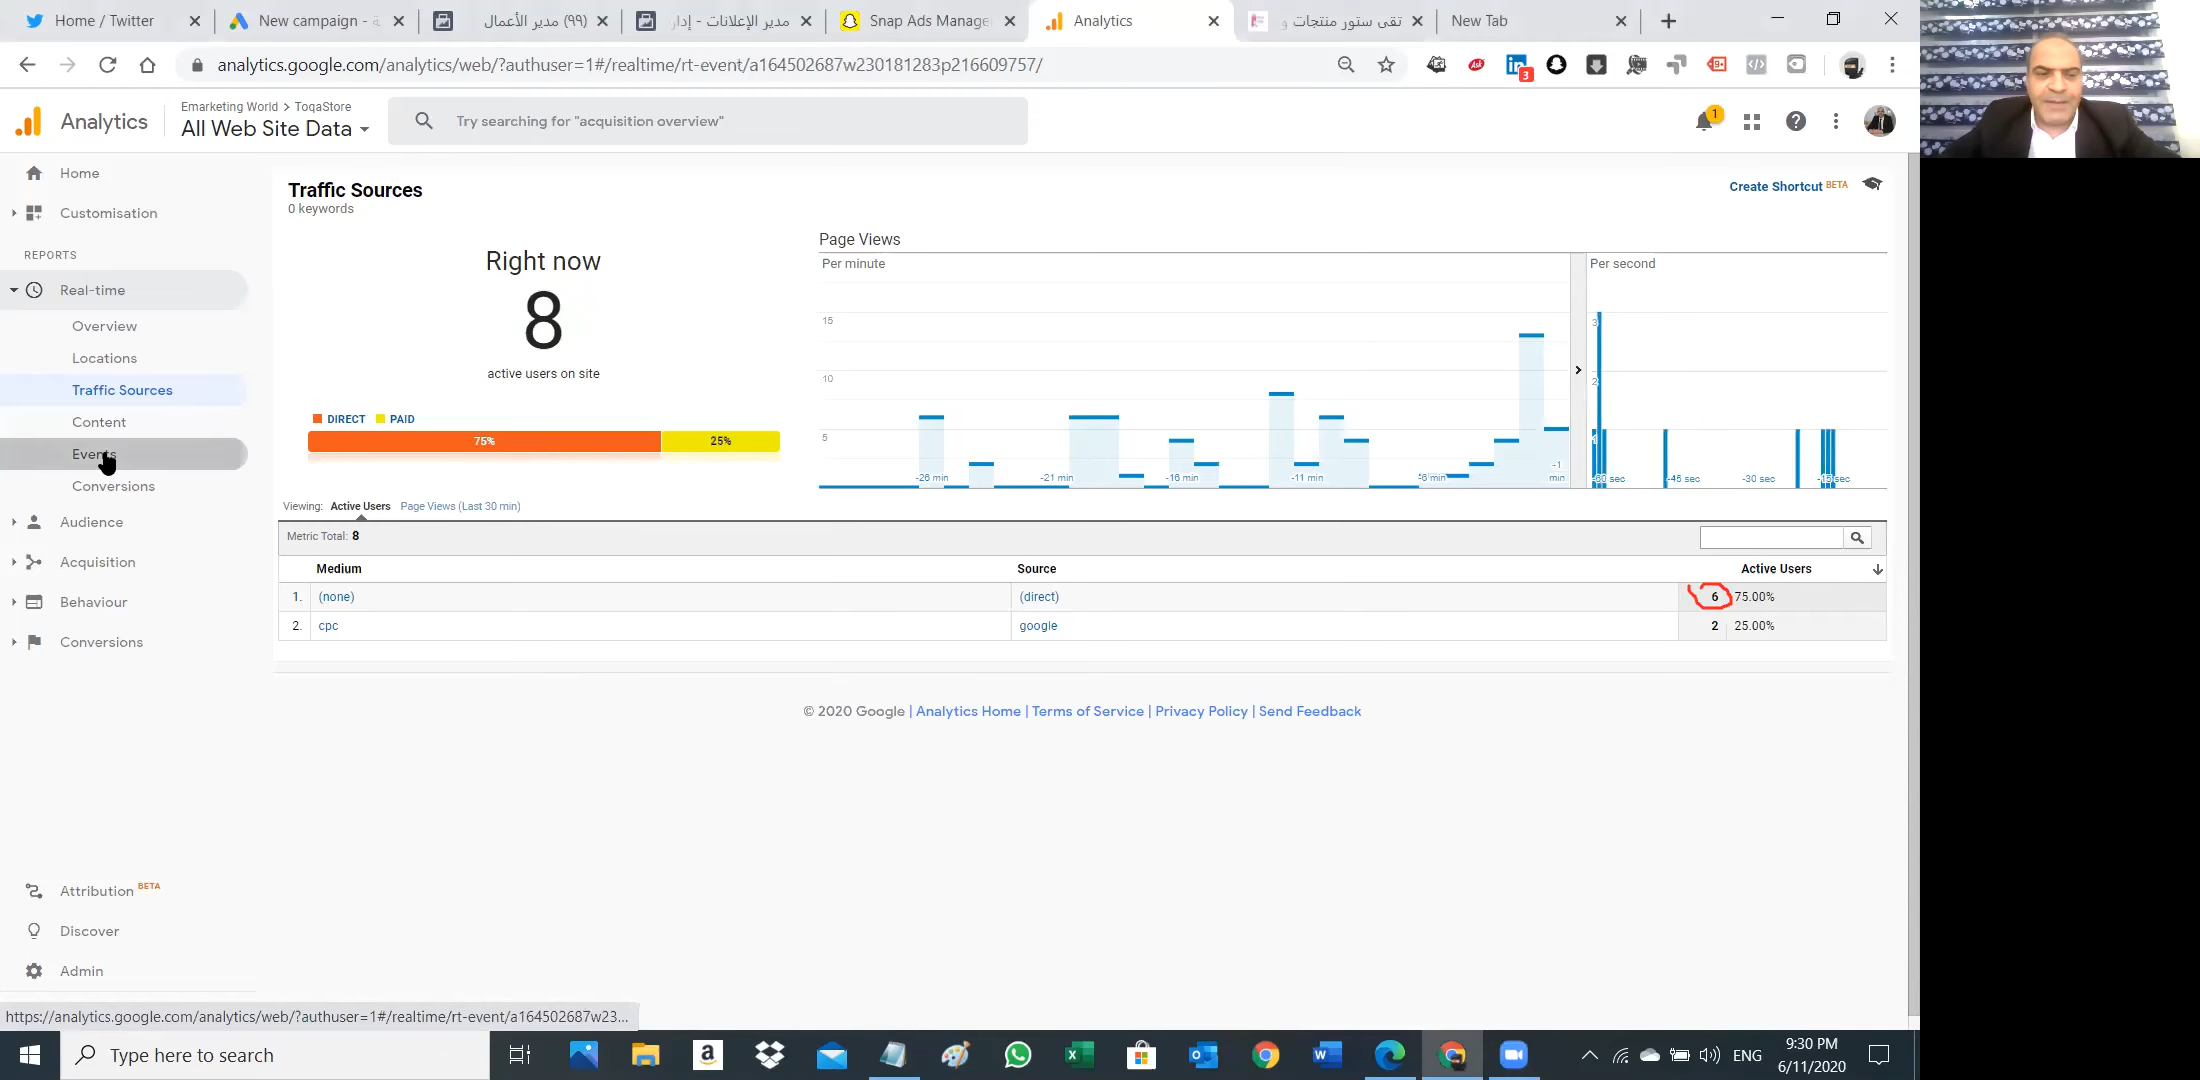 Home / Twitter
New campaign - ة
(٩٩) مدير الأعمال
مدير الإعلانات - إدار
Snap Ads Manage
Analytics
تقى ستور منتجات و
New Tab
analytics.google.com/analytics/web/?authuser=1#/realtime/rt-event/a164502687w230181283p216609757/
Ask
3
9+
Analytics
Emarketing World > ToqaStore
All Web Site Data
Try searching for "acquisition overview"
1
Home
Customisation
REPORTS
Real-time
Overview
Locations
Traffic Sources
Content
Events
Conversions
Audience
Acquisition
Behaviour
Conversions
Attribution BETA
Discover
Admin
Traffic Sources
0 keywords
Create Shortcut BETA
Right now
8
active users on site
DIRECT PAID
75% 25%
Page Views
Per minute
15
10
5
-26 min -21 min -16 min -11 min -6 min -1 min
Per second
3
2
1
-60 sec -45 sec -30 sec -15 sec
Viewing: Active Users Page Views (Last 30 min)
Metric Total: 8
Medium Source Active Users
1. (none) (direct) 6 75.00%
2. cpc google 2 25.00%
© 2020 Google | Analytics Home | Terms of Service | Privacy Policy | Send Feedback
https://analytics.google.com/analytics/web/?authuser=1#/realtime/rt-event/a164502687w23...
Type here to search
ENG
9:30 PM
6/11/2020